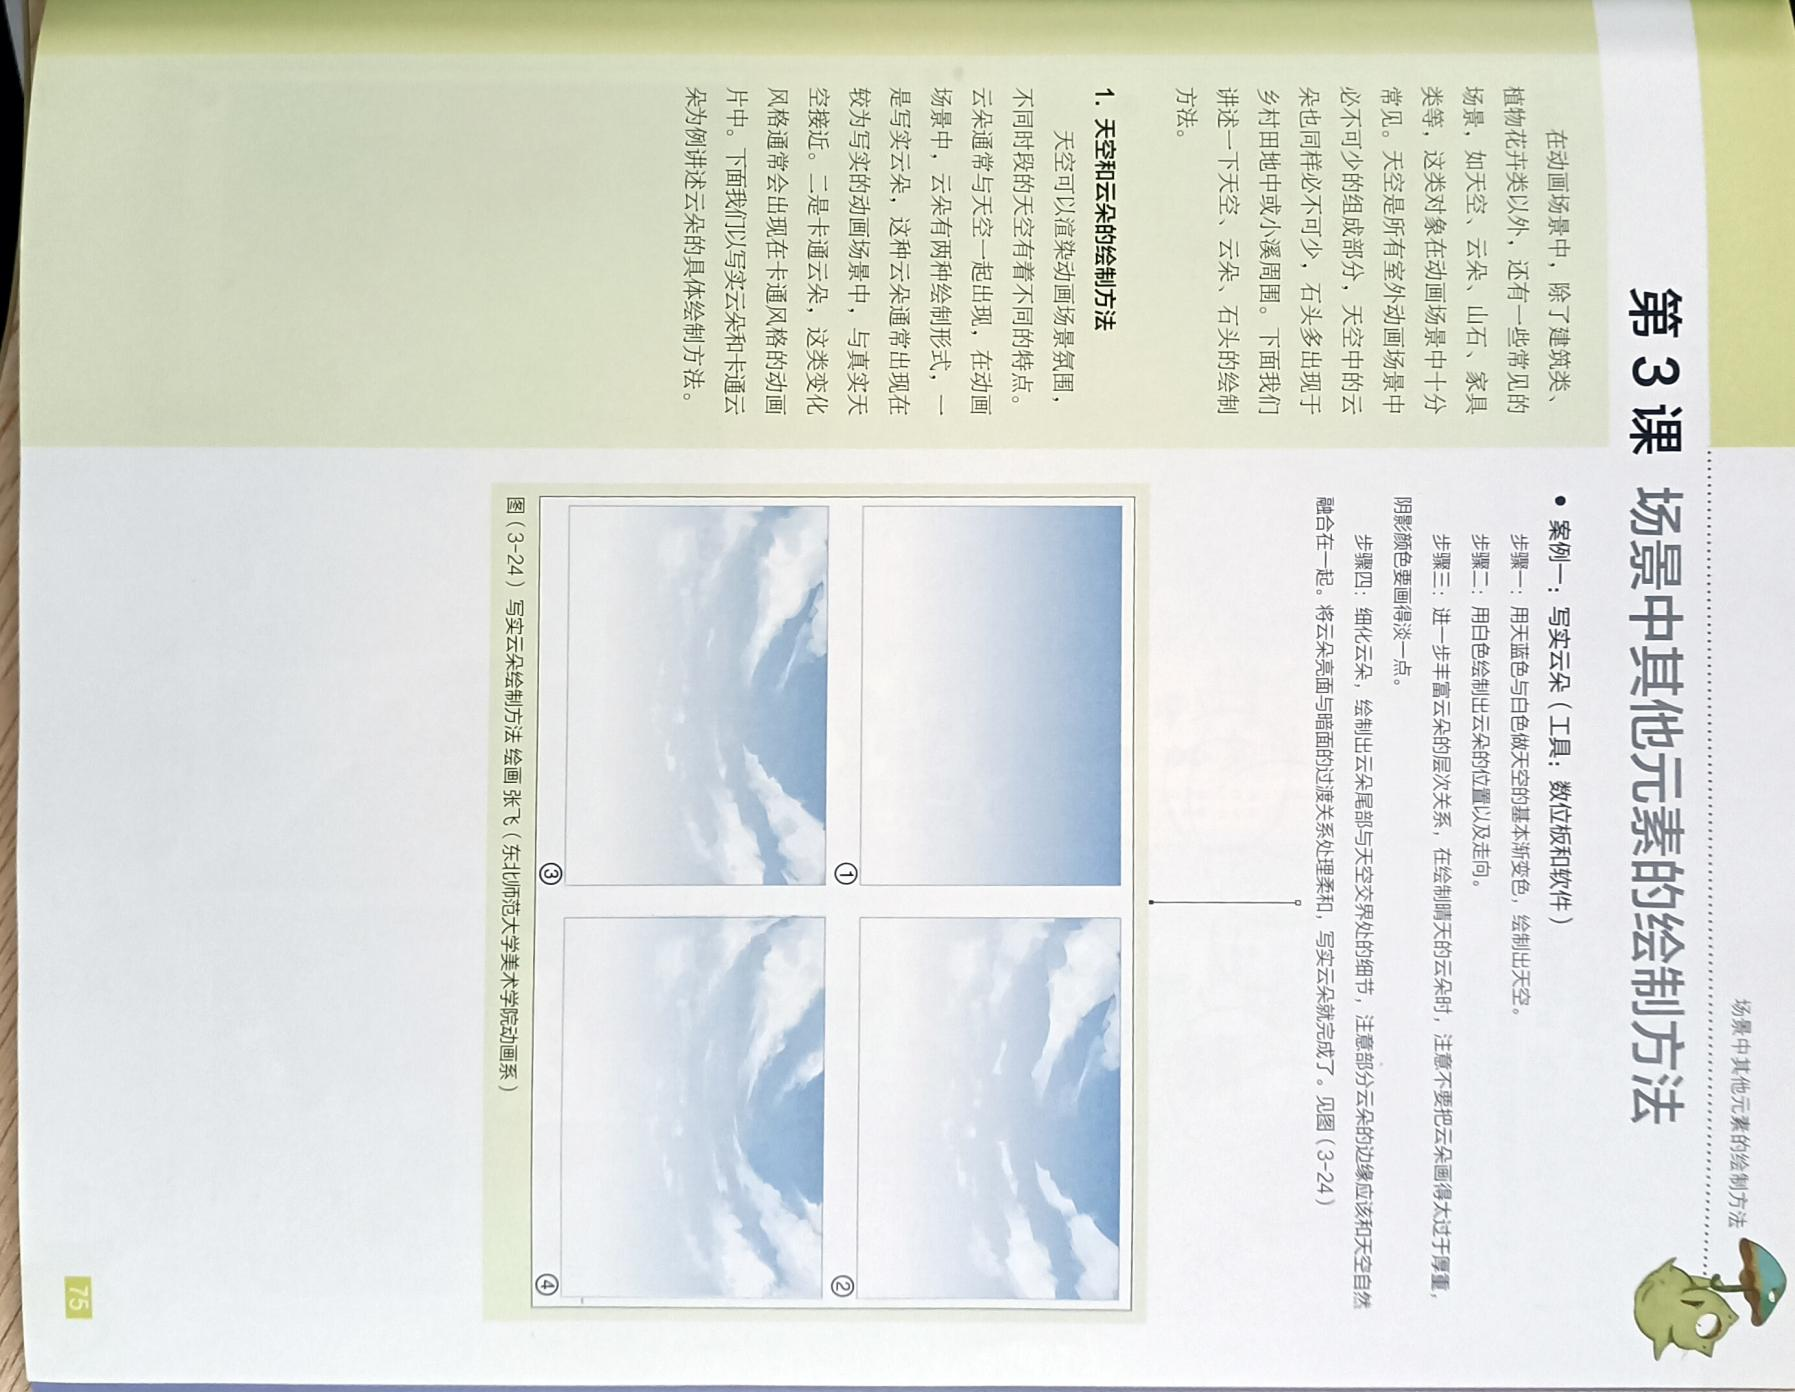 场景中其他元素的绘制方法
第3课 场景中其他元素的绘制方法
在动画场景中，除了建筑类、
植物花卉类以外，还有一些常见的
场景，如天空、云朵、山石、家具
类等，这类对象在动画场景中十分
常见。天空是所有室外动画场景中
必不可少的组成部分，天空中的云
朵也同样必不可少，石头多出现于
乡村田地中或小溪周围。下面我们
讲述一下天空、云朵、石头的绘制
方法。
1. 天空和云朵的绘制方法
天空可以渲染动画场景氛围，
不同时段的天空有着不同的特点。
云朵通常与天空一起出现，在动画
场景中，云朵有两种绘制形式，一
是写实云朵，这种云朵通常出现在
较为写实的动画场景中，与真实天
空接近。二是卡通云朵，这类变化
风格通常会出现在卡通风格的动画
片中。下面我们以写实云朵和卡通云
朵为例讲述云朵的具体绘制方法。
● 案例一：写实云朵（工具：数位板和软件）
步骤一：用天蓝色与白色做天空的基本渐变色，绘制出天空。
步骤二：用白色绘制出云朵的位置以及走向。
步骤三：进一步丰富云朵的层次关系，在绘制晴天的云朵时，注意不要把云朵画得太过于厚重，
阴影颜色要画得淡一点。
步骤四：细化云朵，绘制出云朵尾部与天空交界处的细节，注意部分云朵的边缘应该和天空自然
融合在一起。将云朵亮面与暗面的过渡关系处理柔和，写实云朵就完成了。见图（3-24）
①
②
③
④
图（3-24）写实云朵绘制方法 绘画 张飞（东北师范大学美术学院动画系）
75